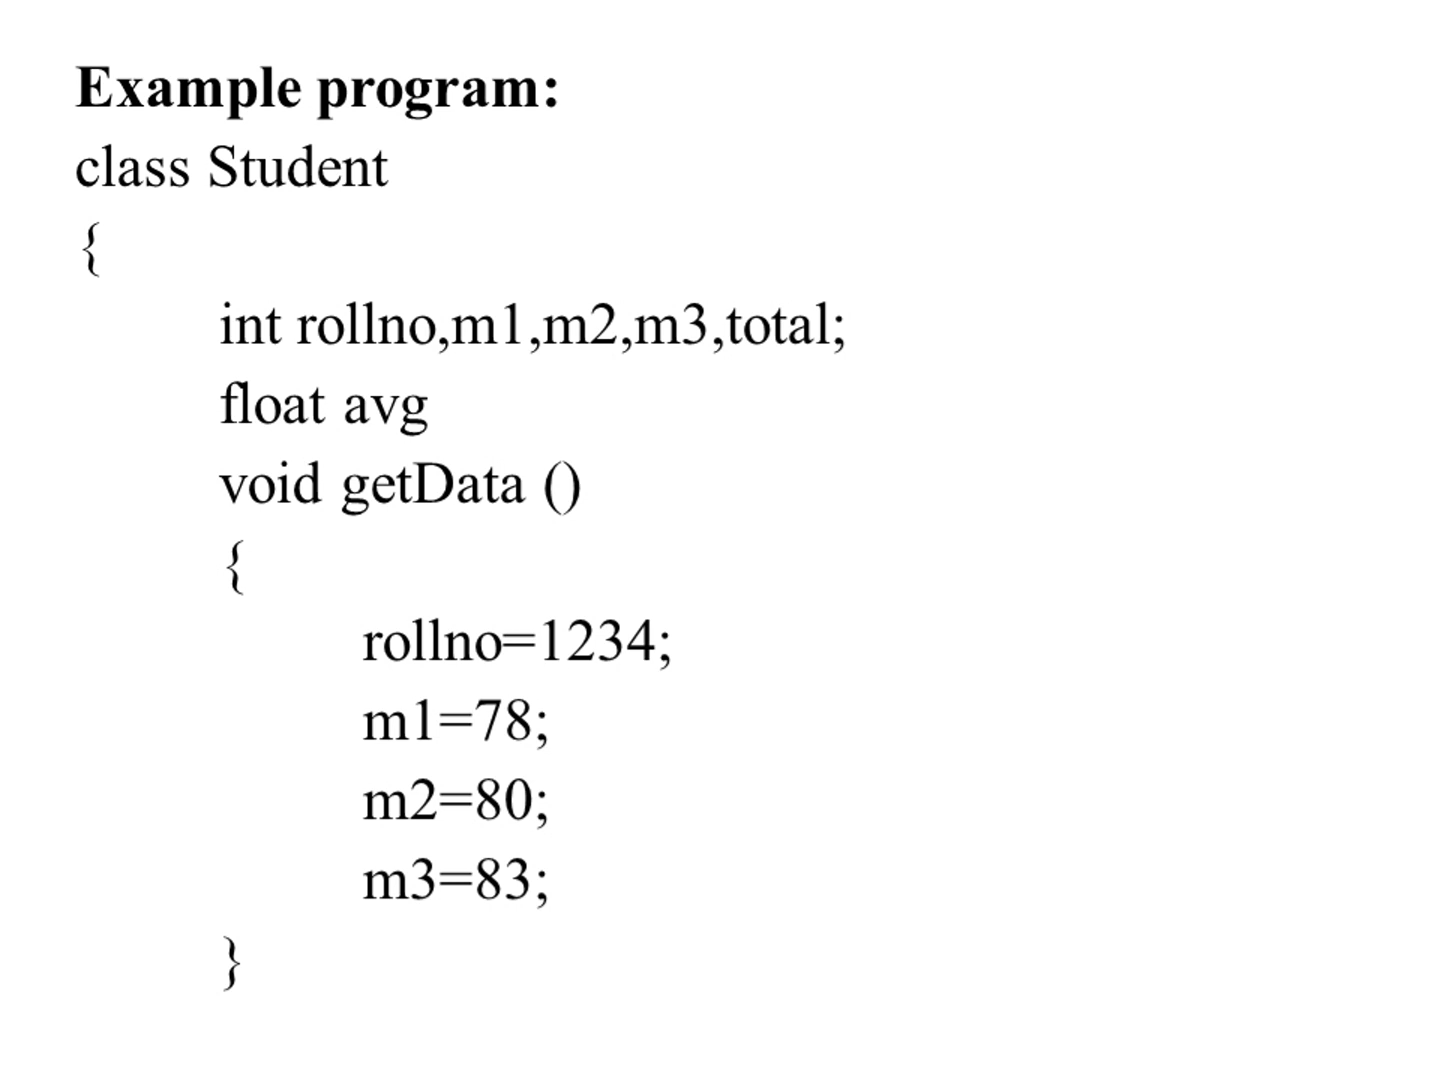 Example program:
class Student
{
int rollno,m1,m2,m3,total;
float avg
void getData ()
{
rollno=1234;
m1=78;
m2=80;
m3=83;
}